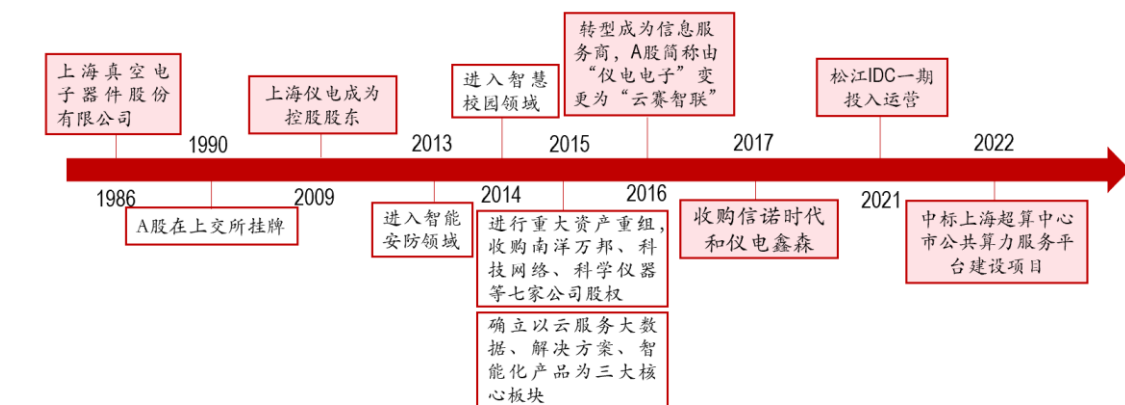 上海真空电
子器件股份
有限公司
上海仪电成为
控股股东
进入智慧
校园领域
转型成为信息服
务商，A股简称由
“仪电电子”变
更为“云赛智联”
松江IDC一期
投入运营
1990
2013
2015
2017
2022
1986
2009
2014
2016
2021
A股在上交所挂牌
进入智能
安防领域
进行重大资产重组，
收购南洋万邦、科
技网络、科学仪器
等七家公司股权
确立以云服务大数
据、解决方案、智
能化产品为三大核
心板块
收购信诺时代
和仪电鑫森
中标上海超算中心
市公共算力服务平
台建设项目